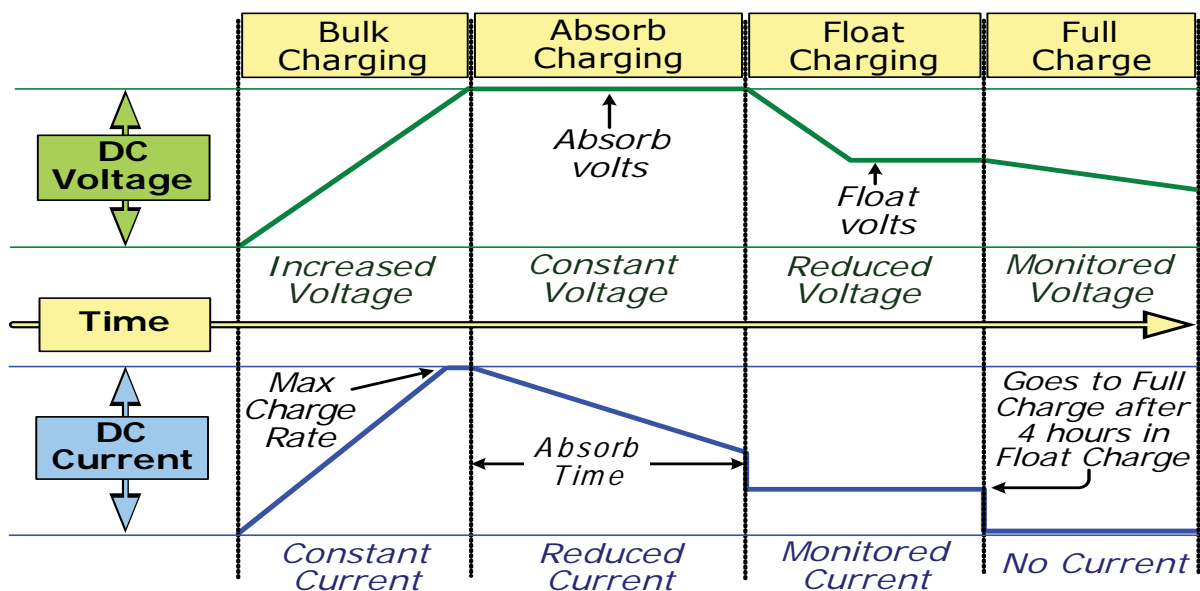 Bulk
Charging
Absorb
Charging
Float
Charging
Full
Charge
DC
Voltage
Absorb
volts
Float
volts
Increased
Voltage
Constant
Voltage
Reduced
Voltage
Monitored
Voltage
Time
DC
Current
Max
Charge
Rate
Absorb
Time
Goes to Full
Charge after
4 hours in
Float Charge
Constant
Current
Reduced
Current
Monitored
Current
No Current